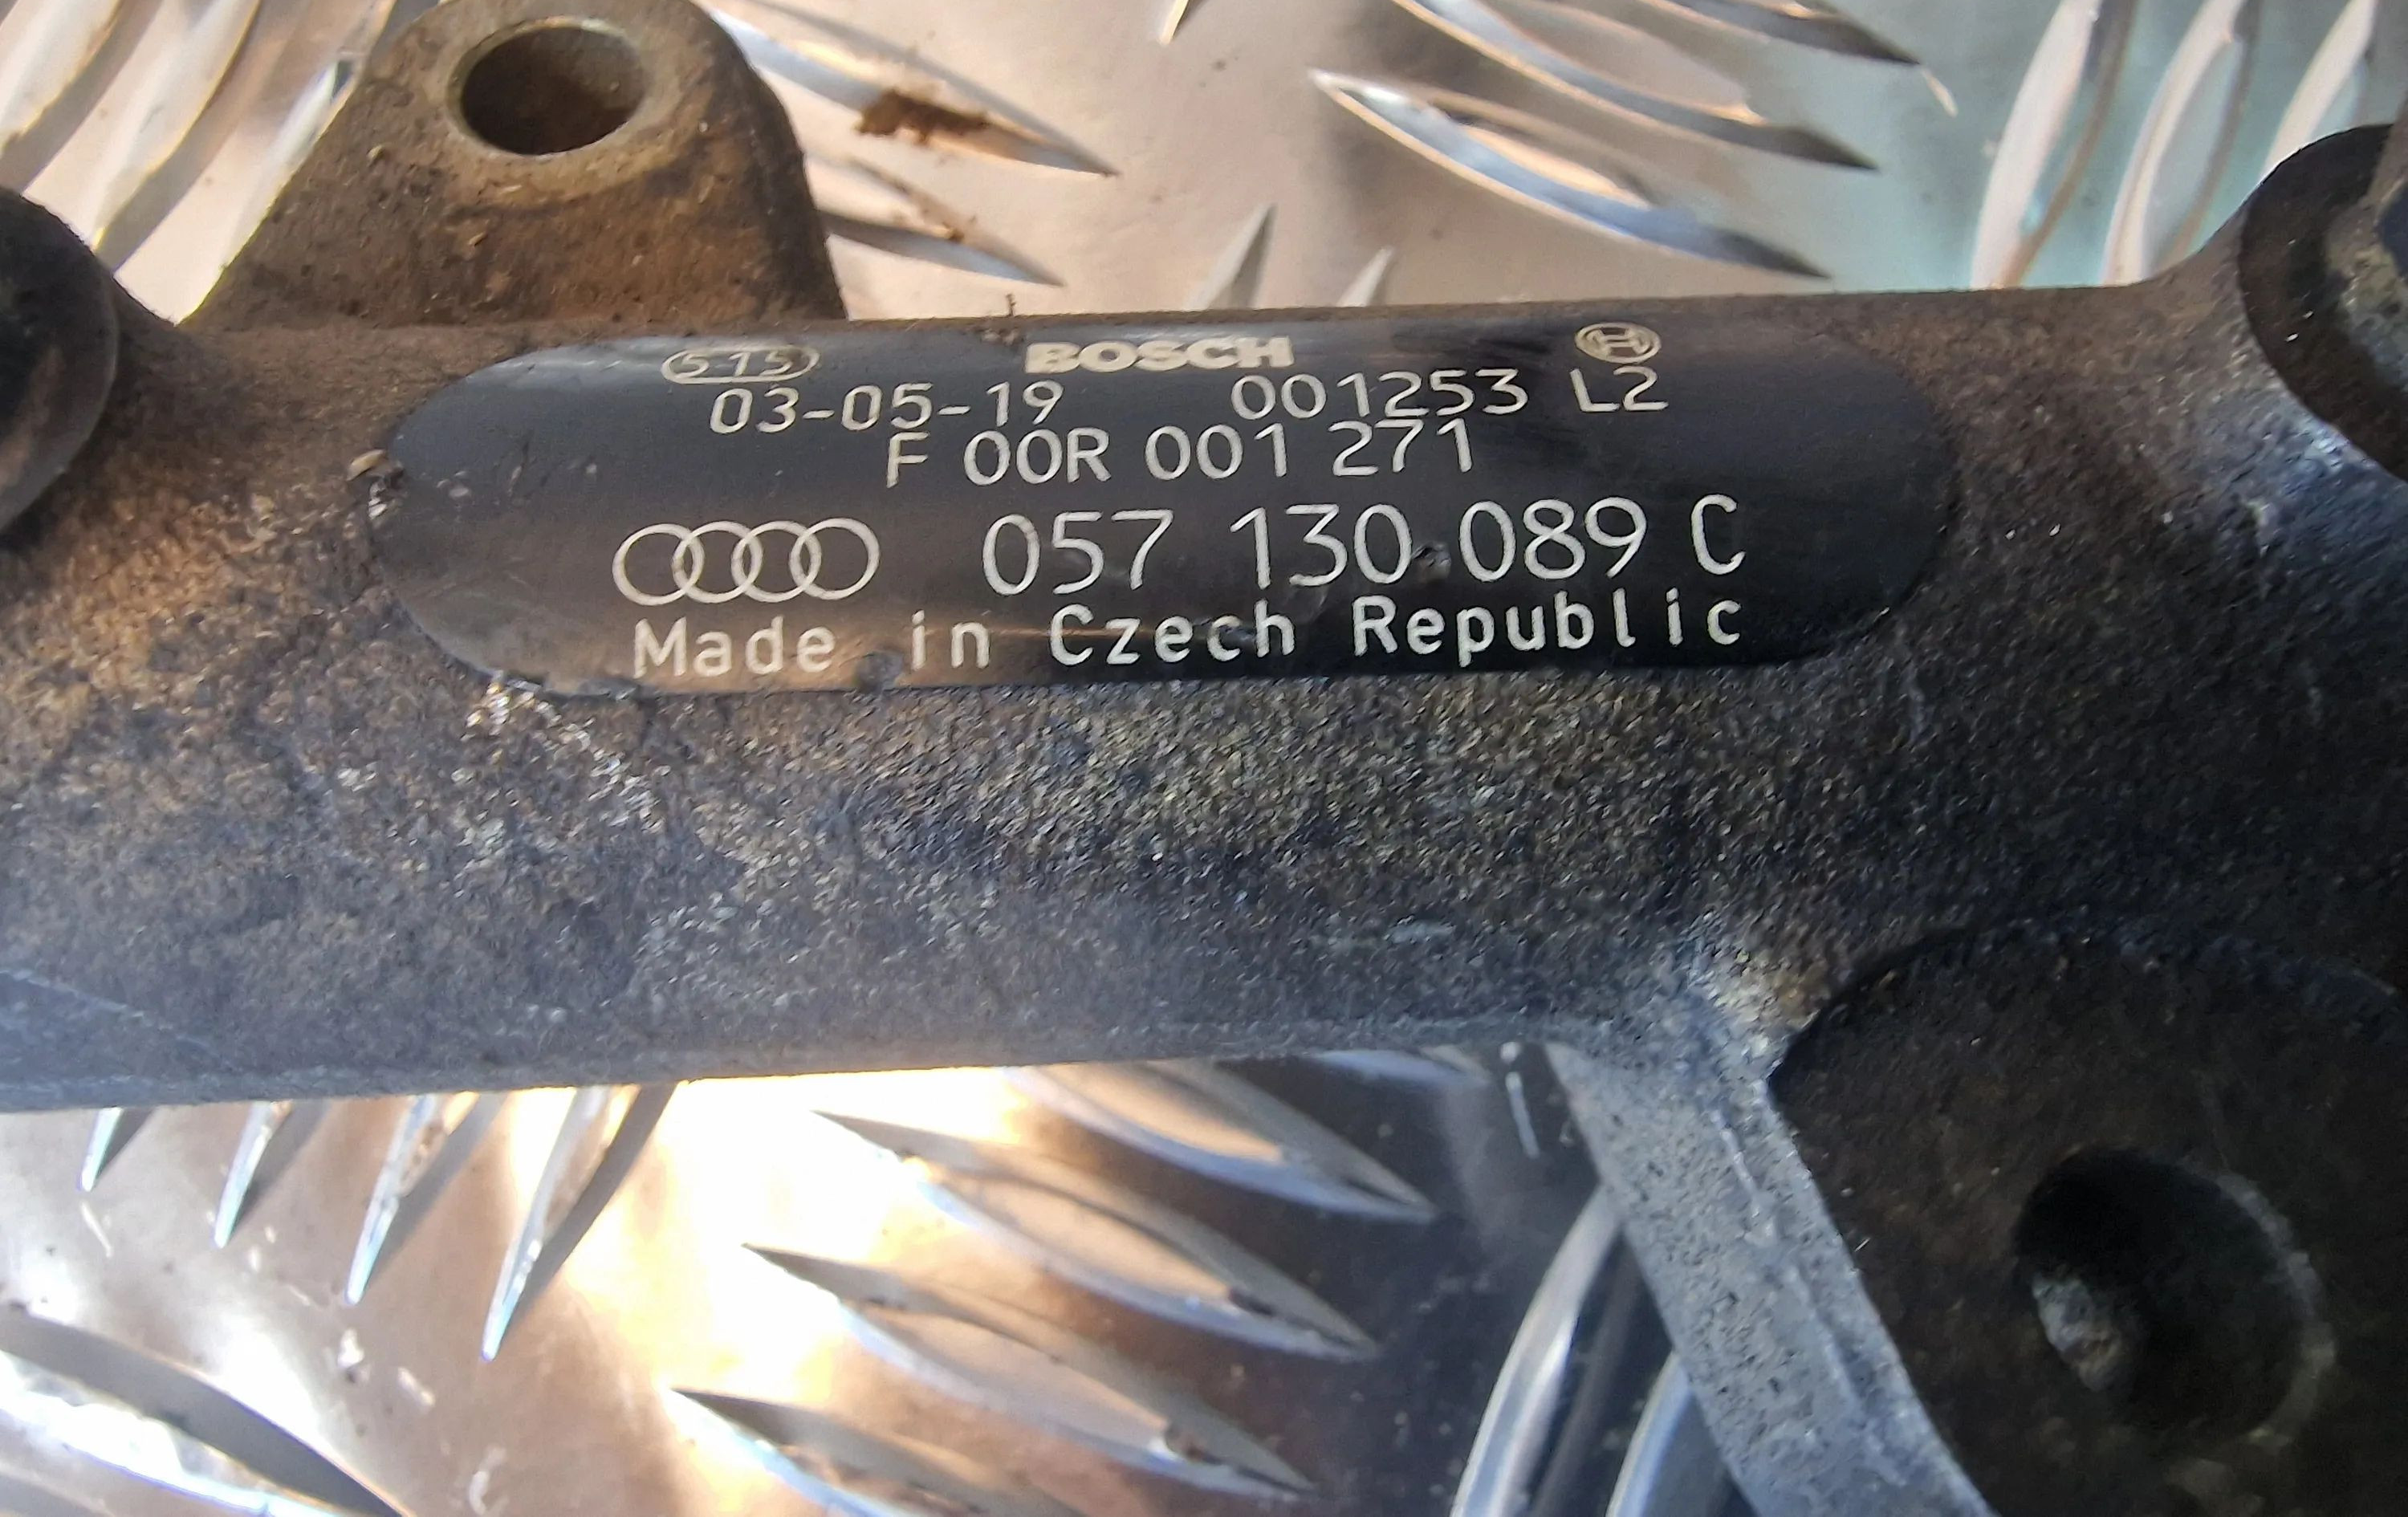 515 BOSCH
03-05-19 001253 L2
F 00R 001 271
057 130 089 C
Made in Czech Republic